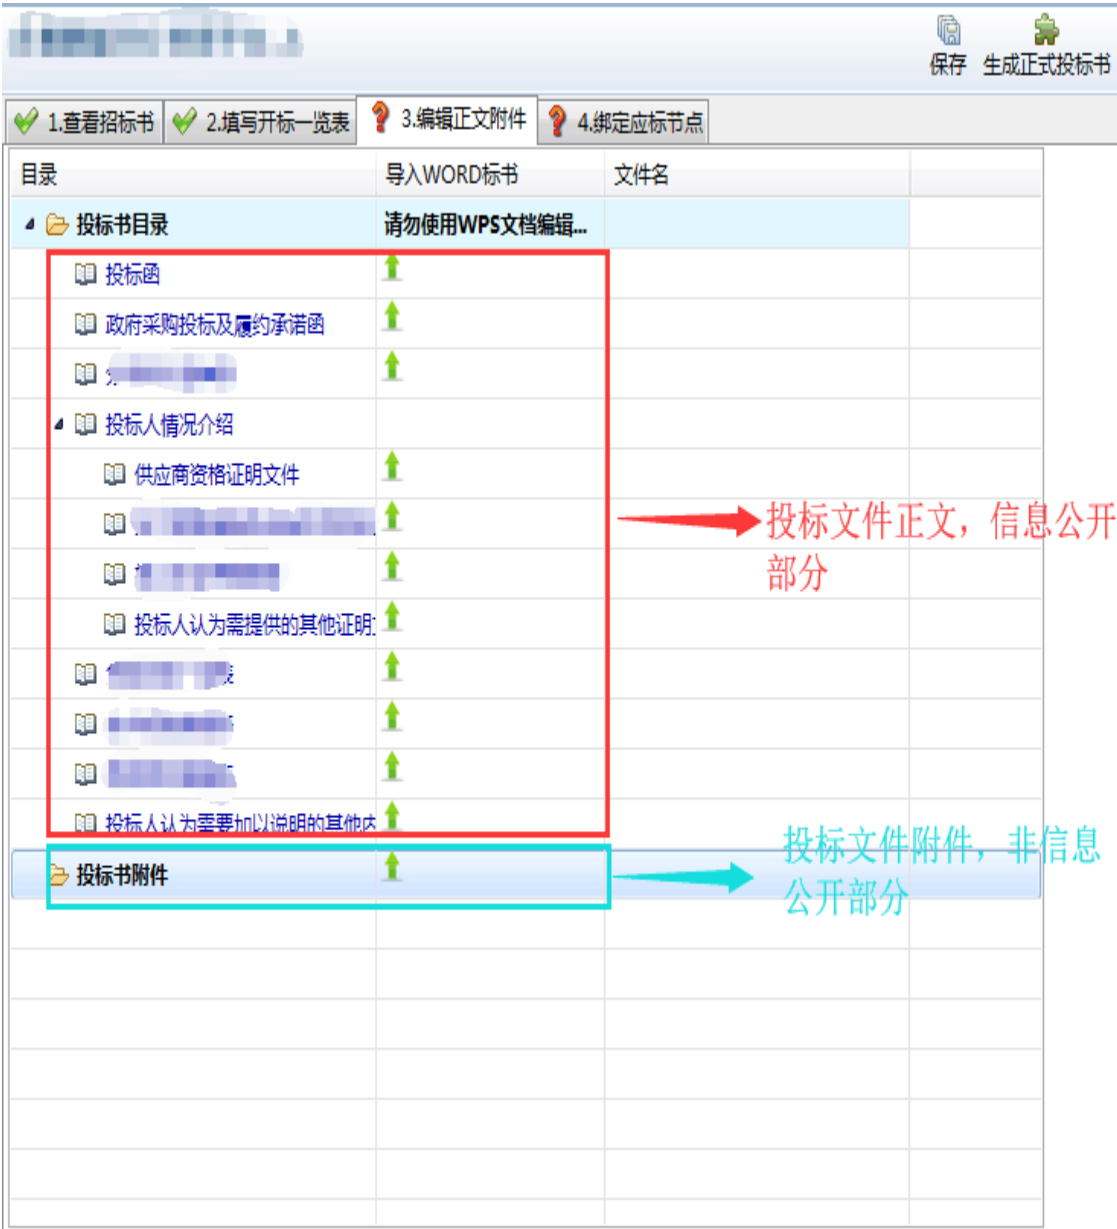 保存 生成正式投标书
1.查看招标书 2.填写开标一览表 3.编辑正文附件 4.绑定应标节点
目录 导入WORD标书 文件名
投标书目录 请勿使用WPS文档编辑...
投标函
政府采购投标及履约承诺函
投标人情况介绍
供应商资格证明文件
投标文件正文，信息公开
部分
投标人认为需提供的其他证明
表
投标人认为需要加以说明的其他内
投标文件附件，非信息
公开部分
投标书附件